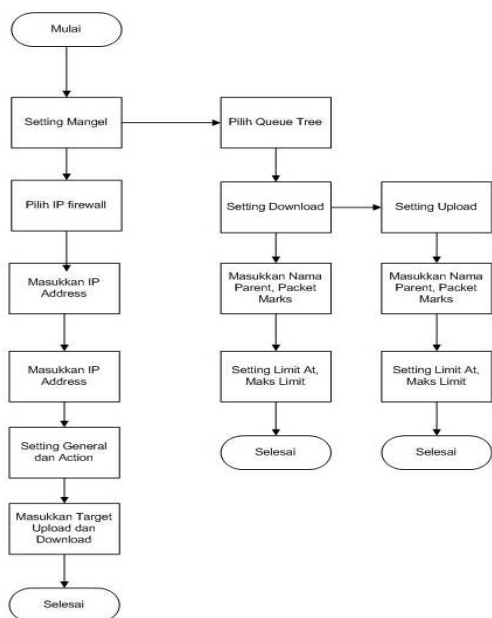 Mulai
Setting Mangel
Pilih IP firewall
Masukkan IP
Address
Masukkan IP
Address
Setting General
dan Action
Masukkan Target
Upload dan
Download
Selesai
Pilih Queue Tree
Setting Download
Masukkan Nama
Parent, Packet
Marks
Setting Limit At,
Maks Limit
Selesai
Setting Upload
Masukkan Nama
Parent, Packet
Marks
Setting Limit At,
Maks Limit
Selesai